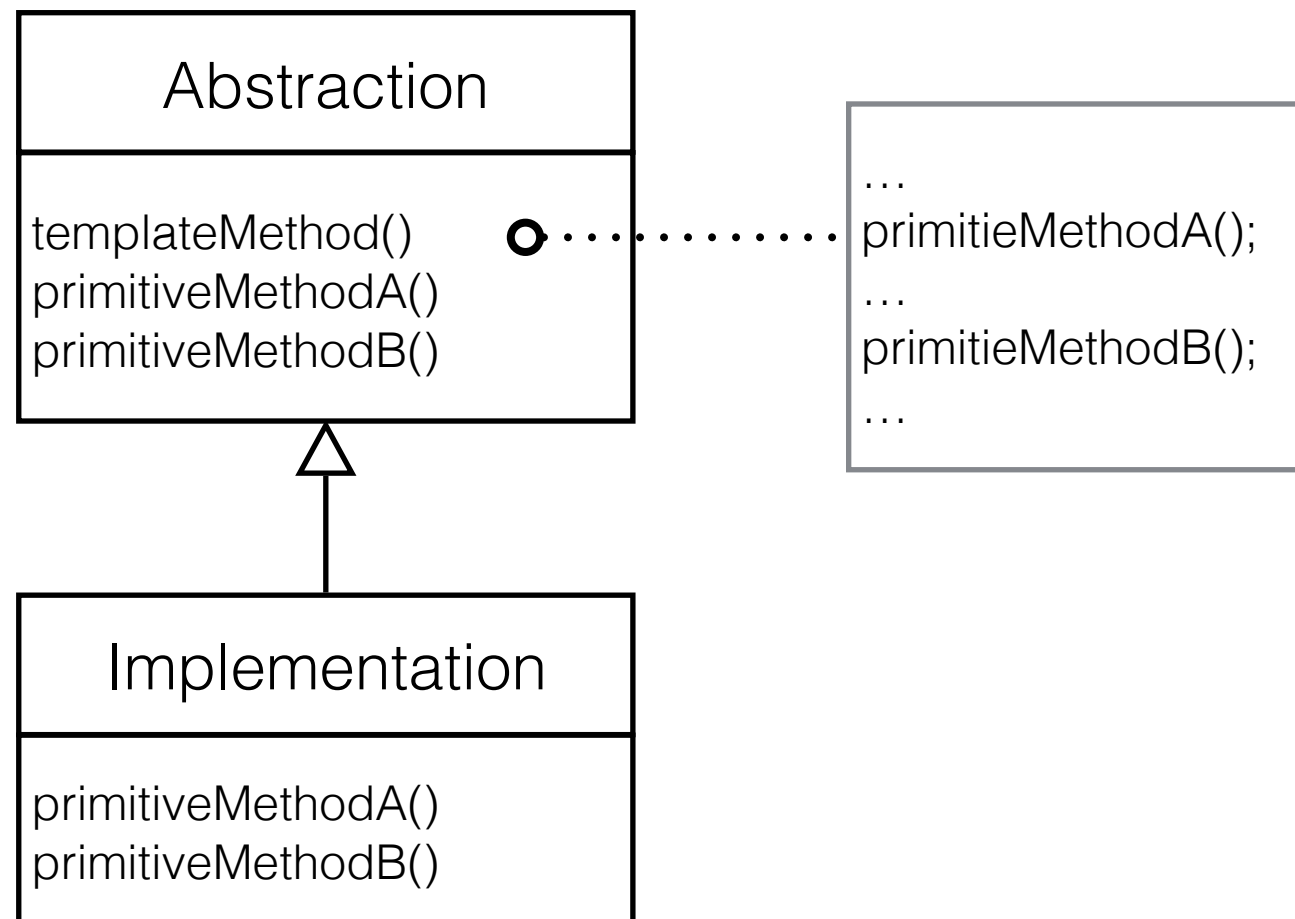 Abstraction
templateMethod()
primitiveMethodA()
primitiveMethodB()
…
primitieMethodA();
…
primitieMethodB();
…
Implementation
primitiveMethodA()
primitiveMethodB()